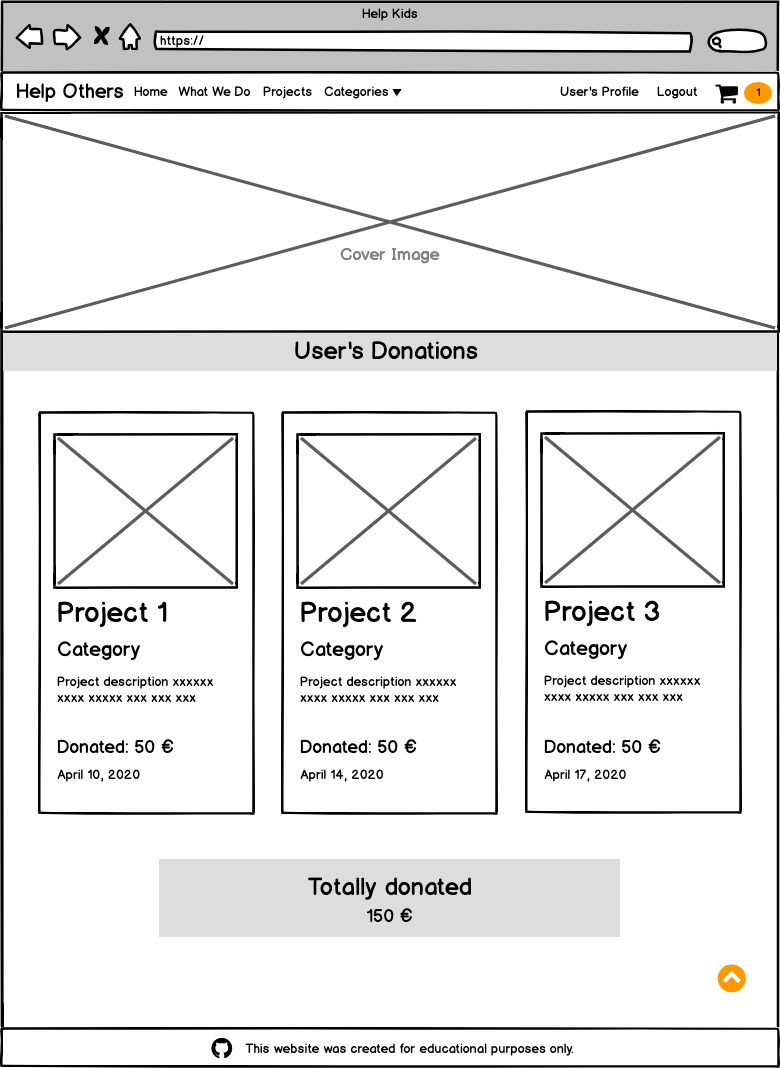 Help Kids
https://
Help Others Home What We Do Projects Categories ▼ User's Profile Logout 1
Cover Image
User's Donations
Project 1
Category
Project description xxxxxx
xxxx xxxxx xxx xxx xxx
Donated: 50 €
April 10, 2020
Project 2
Category
Project description xxxxxx
xxxx xxxxx xxx xxx xxx
Donated: 50 €
April 14, 2020
Project 3
Category
Project description xxxxxx
xxxx xxxxx xxx xxx xxx
Donated: 50 €
April 17, 2020
Totally donated
150 €
This website was created for educational purposes only.